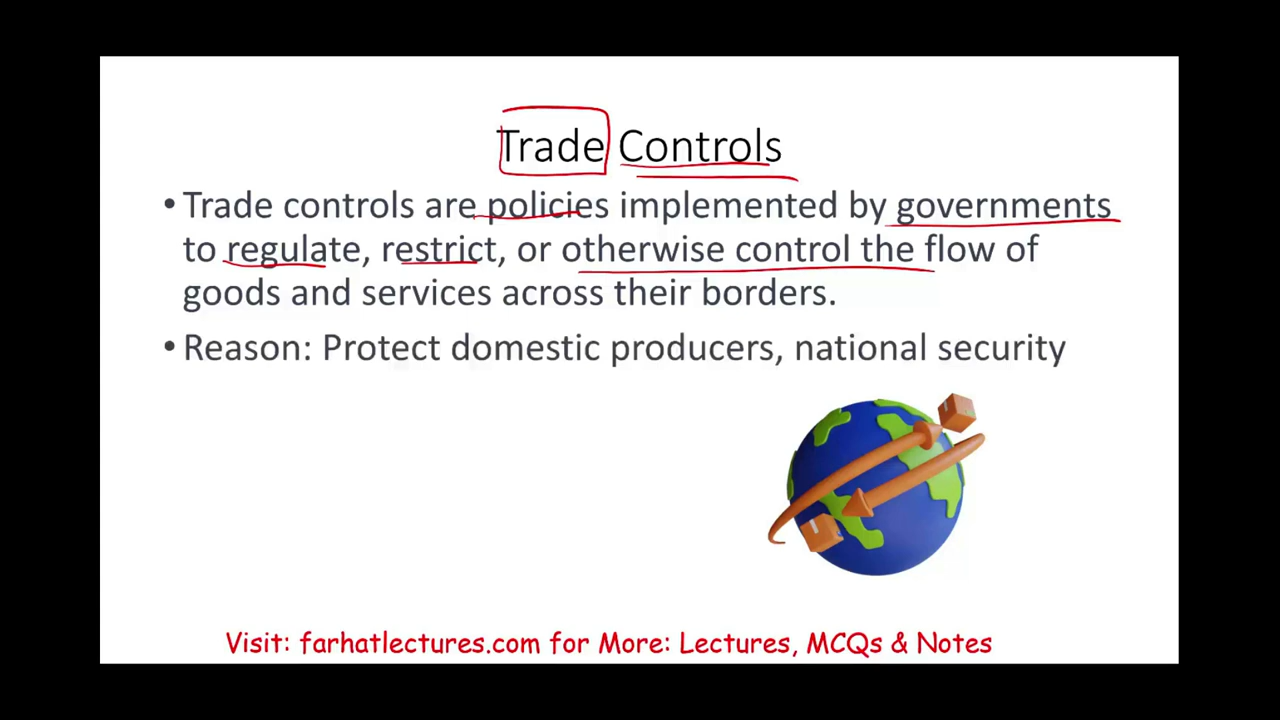 Trade Controls
• Trade controls are policies implemented by governments
to regulate, restrict, or otherwise control the flow of
goods and services across their borders.
• Reason: Protect domestic producers, national security
Visit: farhatlectures.com for More: Lectures, MCQs & Notes